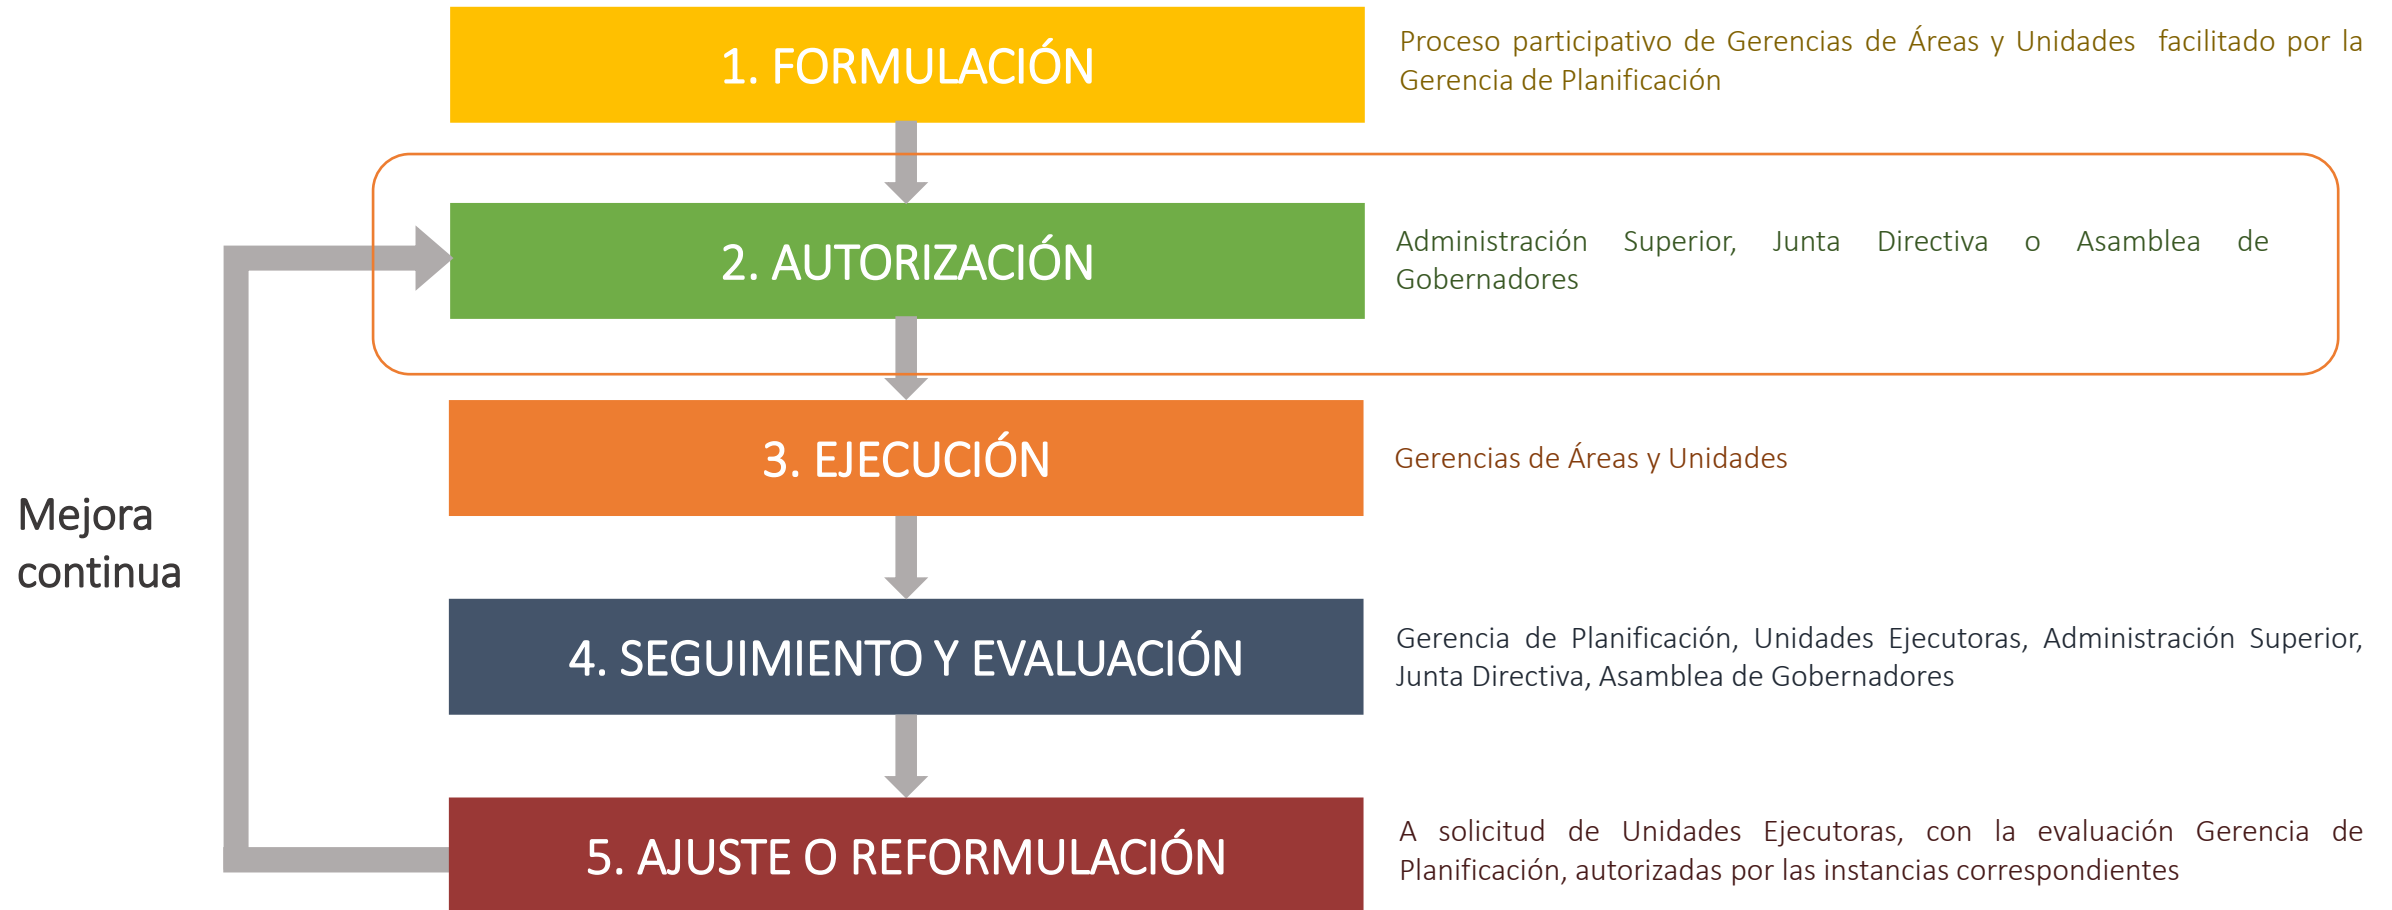 1. FORMULACIÓN
Proceso participativo de Gerencias de Áreas y Unidades facilitado por la
Gerencia de Planificación
2. AUTORIZACIÓN
Administración Superior, Junta Directiva o Asamblea de
Gobernadores
3. EJECUCIÓN
Gerencias de Áreas y Unidades
Mejora
continua
4. SEGUIMIENTO Y EVALUACIÓN
Gerencia de Planificación, Unidades Ejecutoras, Administración Superior,
Junta Directiva, Asamblea de Gobernadores
5. AJUSTE O REFORMULACIÓN
A solicitud de Unidades Ejecutoras, con la evaluación Gerencia de
Planificación, autorizadas por las instancias correspondientes